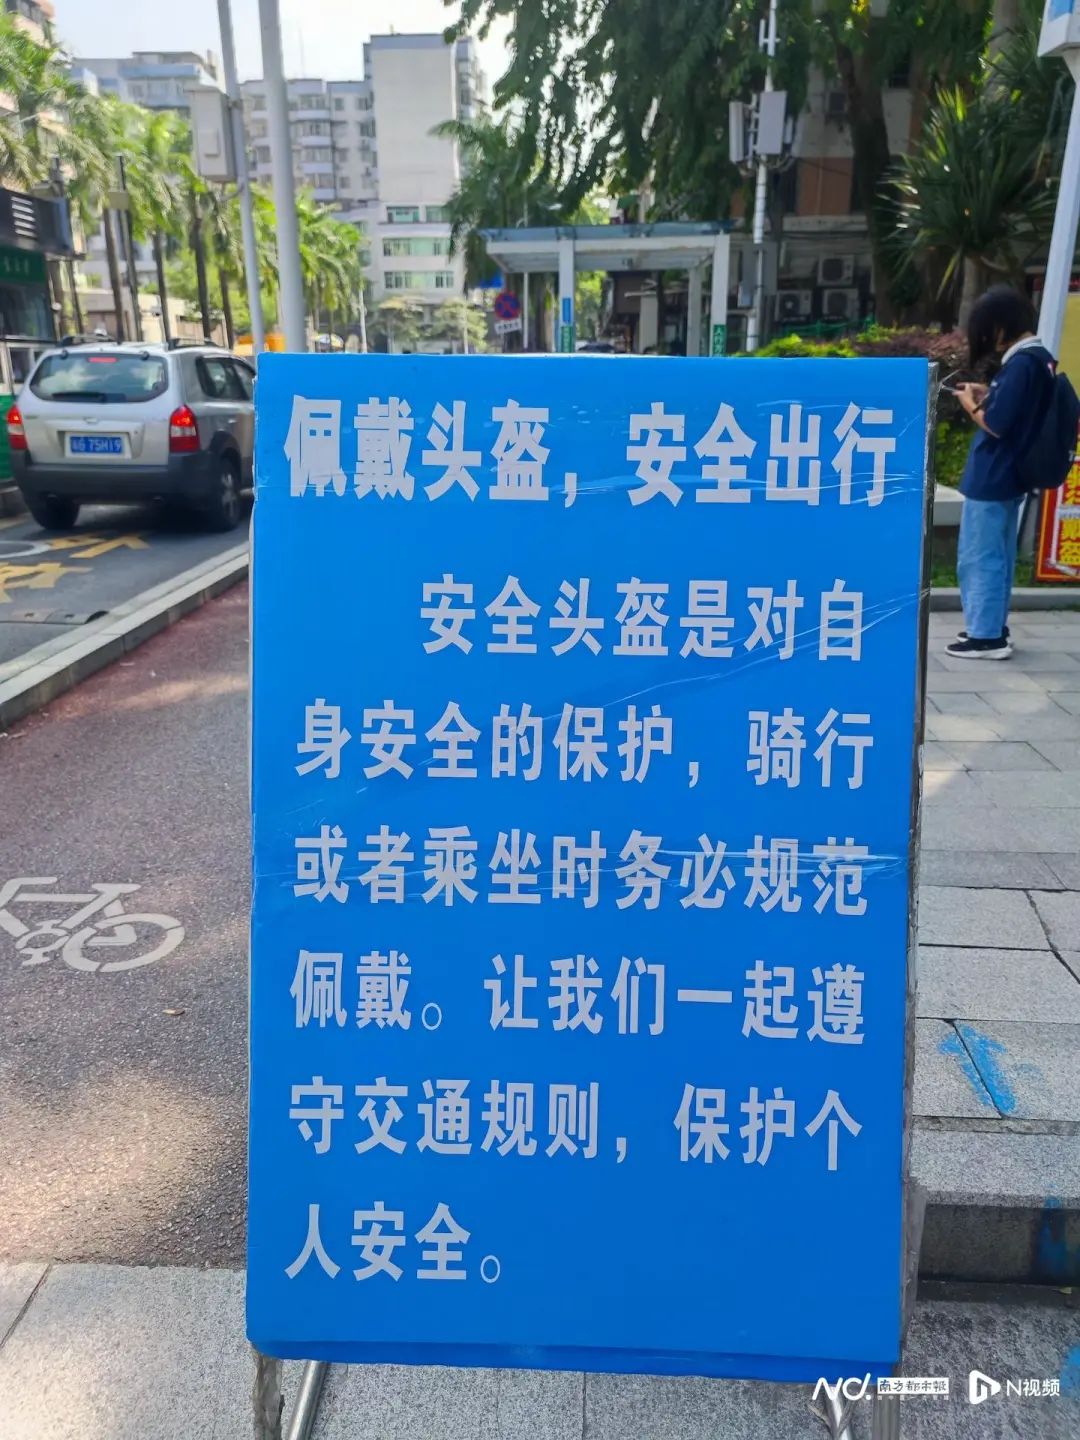 佩戴头盔，安全出行
安全头盔是对自
身安全的保护，骑行
或者乘坐时务必规范
佩戴。让我们一起遵
守交通规则，保护个
人安全。
南方都市报
N视频